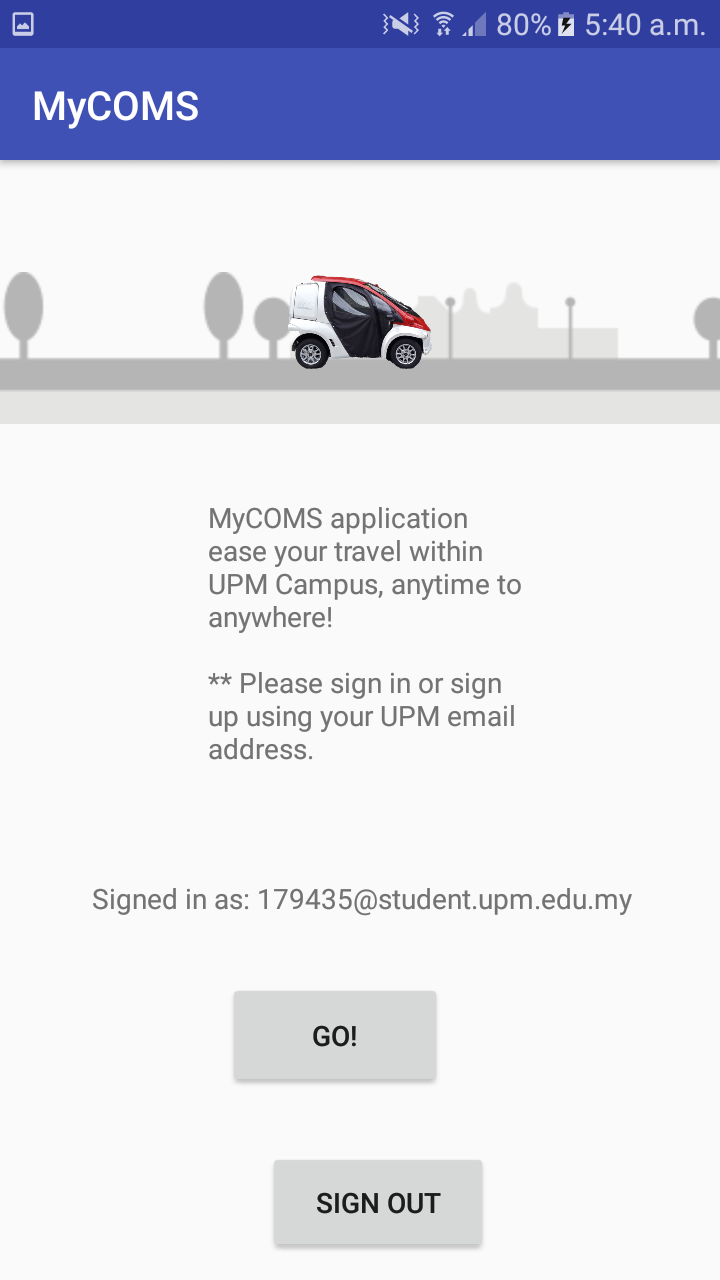 80% 5:40 a.m.
MyCOMS
MyCOMS application
ease your travel within
UPM Campus, anytime to
anywhere!
** Please sign in or sign
up using your UPM email
address.
Signed in as: 179435@student.upm.edu.my
GO!
SIGN OUT